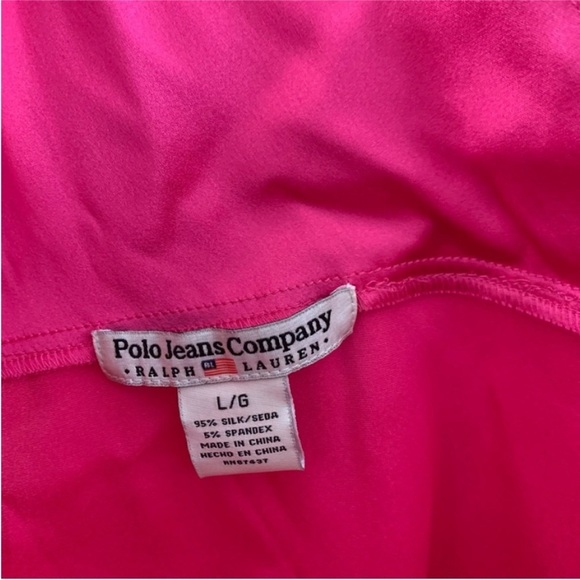 Polo Jeans Company
• RALPH LAUREN •
L/G
95% SILK/SEDA
5% SPANDEX
MADE IN CHINA
HECHO EN CHINA